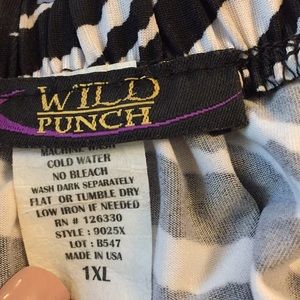 WILD
PUNCH
MACHINE WASH
COLD WATER
NO BLEACH
WASH DARK SEPARATELY
FLAT OR TUMBLE DRY
LOW IRON IF NEEDED
RN # 126330
STYLE : 9025X
LOT : B547
MADE IN USA
1XL